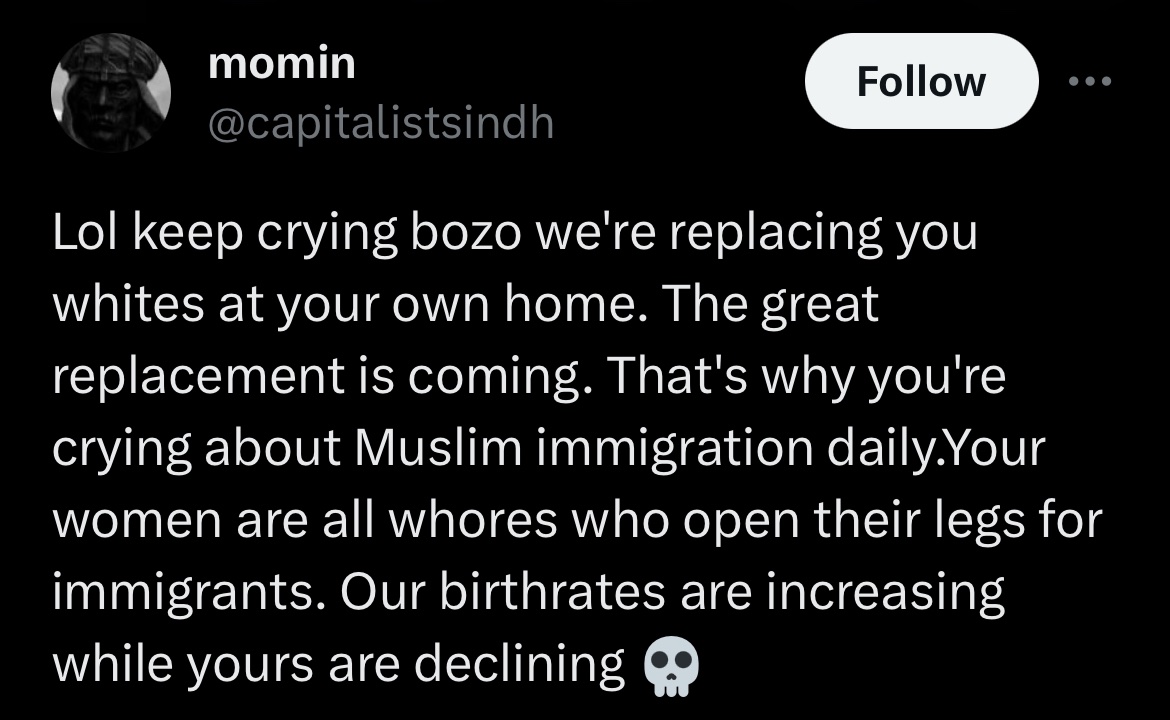 momin
@capitalistsindh
Follow
Lol keep crying bozo we're replacing you
whites at your own home. The great
replacement is coming. That's why you're
crying about Muslim immigration daily.Your
women are all whores who open their legs for
immigrants. Our birthrates are increasing
while yours are declining 💀